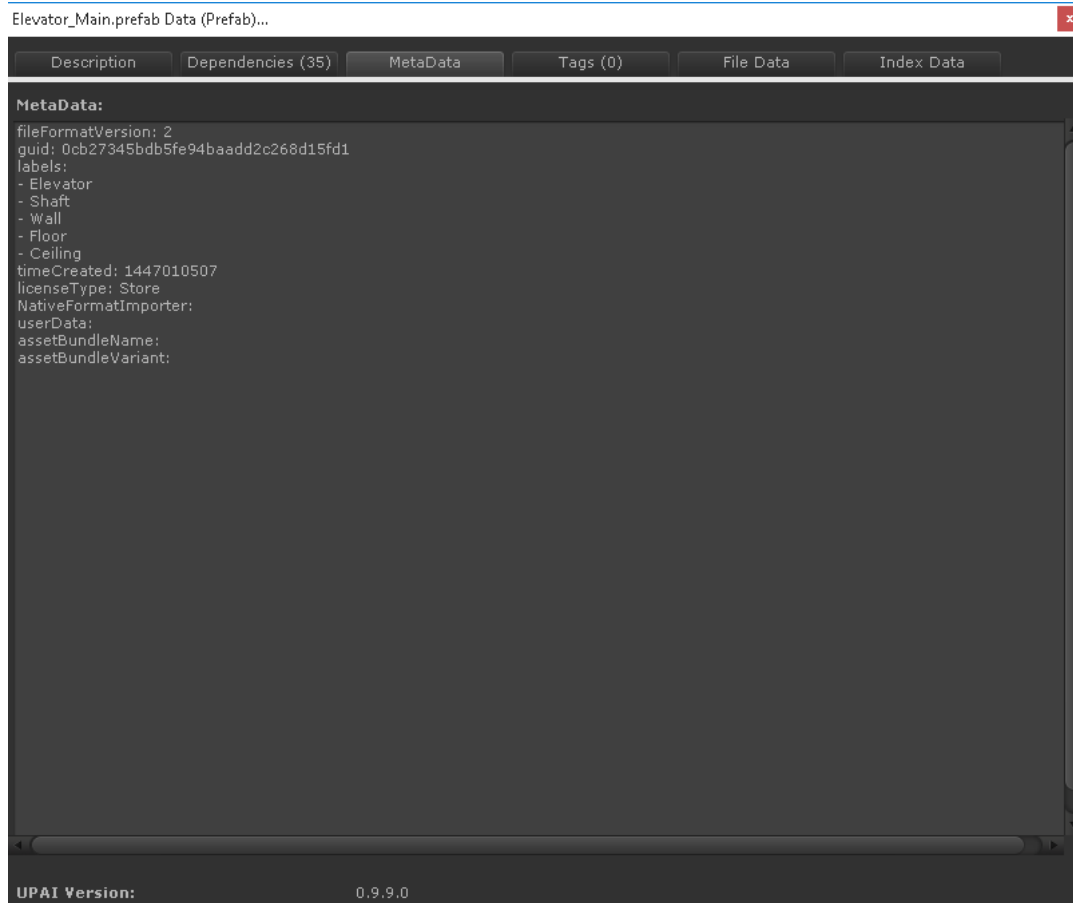 Elevator_Main.prefab Data (Prefab)...
x
Description Dependencies (35) MetaData Tags (0) File Data Index Data
MetaData:
fileFormatVersion: 2
guid: 0cb27345bdb5fe94baadd2c268d15fd1
labels:
- Elevator
- Shaft
- Wall
- Floor
- Ceiling
timeCreated: 1447010507
licenseType: Store
NativeFormatImporter:
userData:
assetBundleName:
assetBundleVariant:
UPAI Version: 0.9.9.0